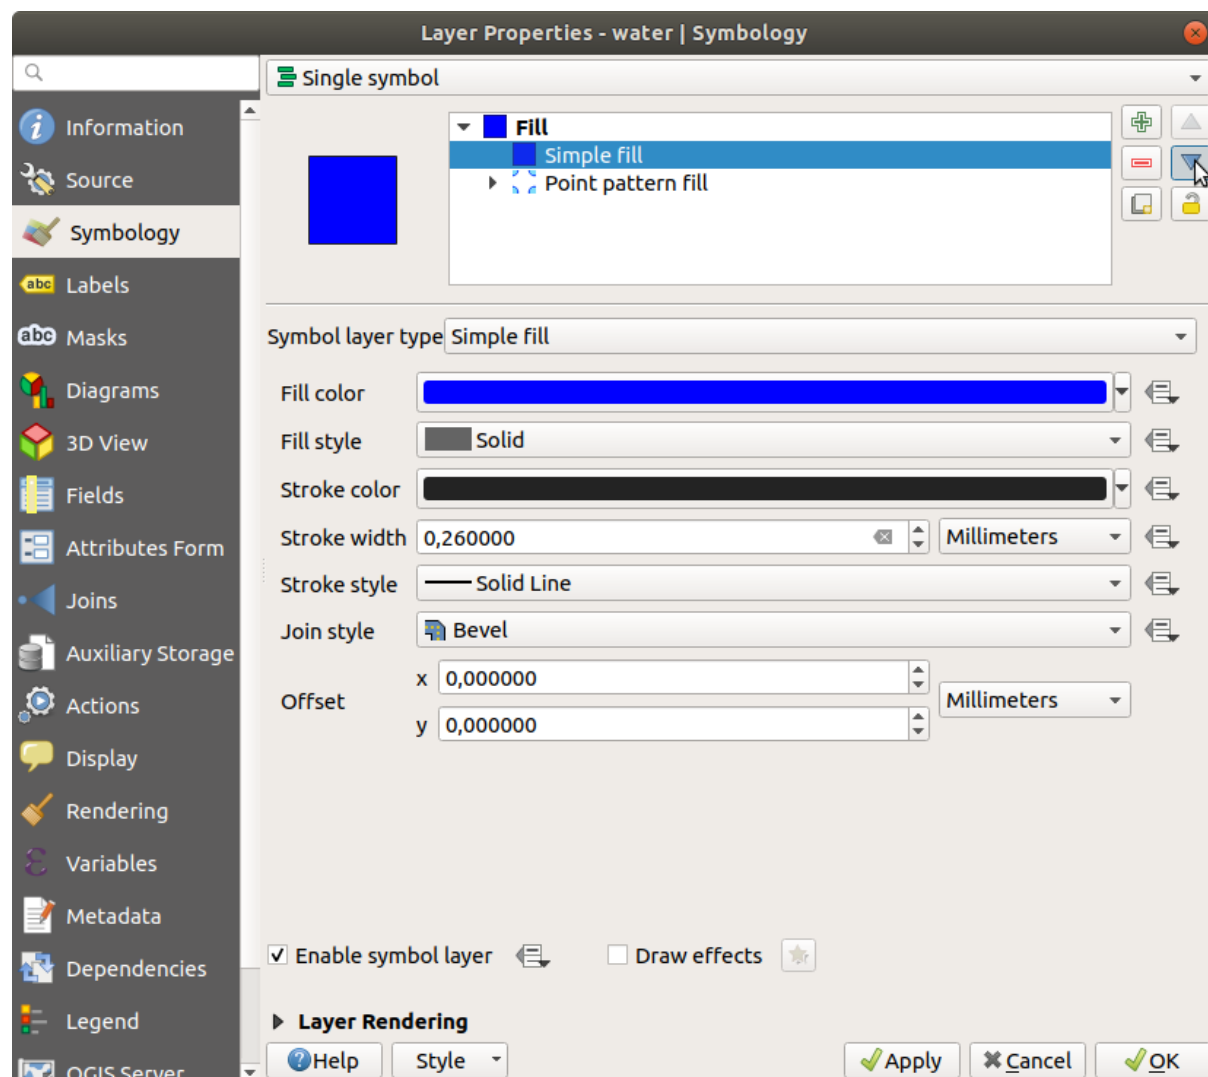 Layer Properties - water | Symbology
Single symbol
Information
Source
Symbology
abc Labels
abc Masks
Diagrams
3D View
Fields
Attributes Form
Joins
Auxiliary Storage
Actions
Display
Rendering
Variables
Metadata
Dependencies
Legend
QGIS Server
Fill
Simple fill
Point pattern fill
Symbol layer type Simple fill
Fill color
Fill style Solid
Stroke color
Stroke width 0,260000 Millimeters
Stroke style Solid Line
Join style Bevel
Offset x 0,000000 Millimeters
y 0,000000
Enable symbol layer Draw effects
Layer Rendering
Help Style Apply Cancel OK